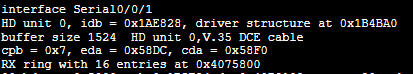 interface Serial0/0/1
HD unit 0, idb = 0x1AE828, driver structure at 0x1B4BA0
buffer size 1524  HD unit 0,V.35 DCE cable
cpb = 0x7, eda = 0x58DC, cda = 0x58F0
RX ring with 16 entries at 0x4075800